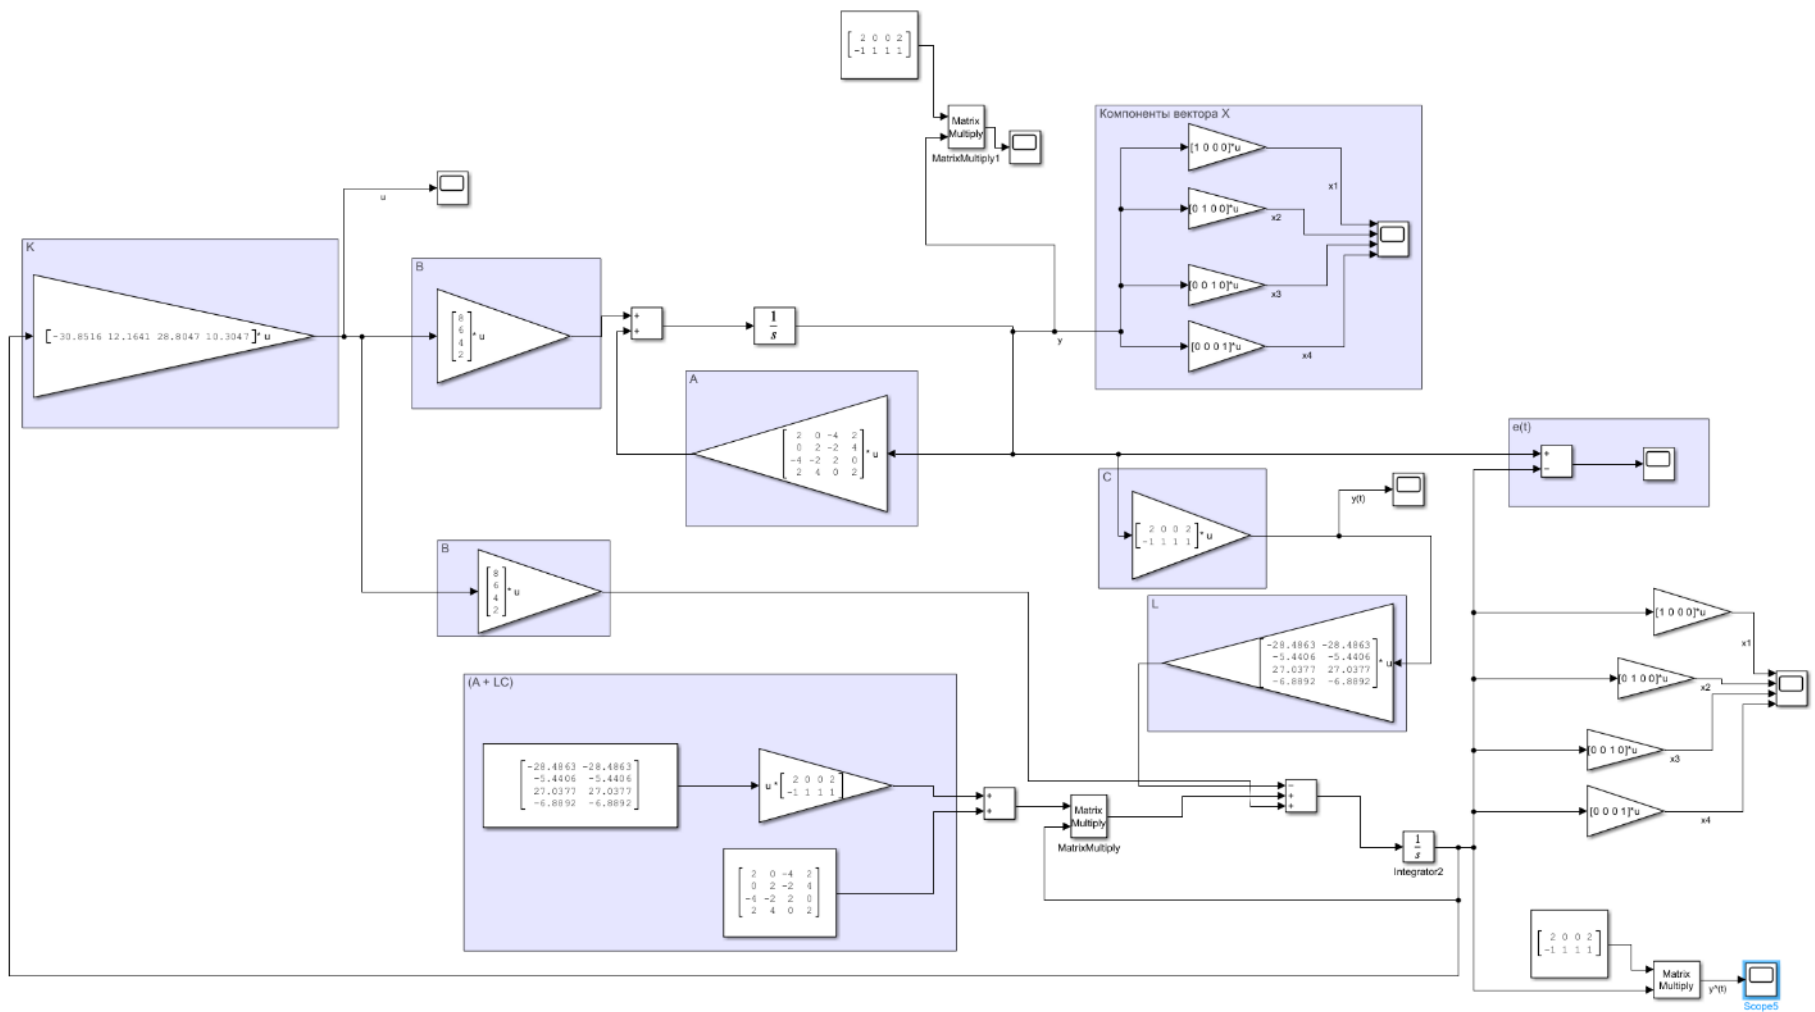 2 0 0 2
-1 1 1 1
Matrix
Multiply
MatrixMultiply1
Компоненты вектора X
[1 0 0 0]*u
x1
[0 1 0 0]*u
x2
[0 0 1 0]*u
x3
[0 0 0 1]*u
x4
u
K
[-30.8516 12.1641 28.8047 10.3047]* u
B
8
6
4
2
* u
+
+
1
s
y
A
2 0 -4 2
0 2 -2 4
-4 -2 2 0
2 4 0 2
* u
e(t)
+
−
C
2 0 0 2
-1 1 1 1
* u
y(t)
B
8
6
4
2
* u
L
-28.4863 -28.4863
-5.4406 -5.4406
27.0377 27.0377
-6.8892 -6.8892
* u
[1 0 0 0]*u
x1
[0 1 0 0]*u
x2
[0 0 1 0]*u
x3
[0 0 0 1]*u
x4
(A + LC)
-28.4863 -28.4863
-5.4406 -5.4406
27.0377 27.0377
-6.8892 -6.8892
u *
2 0 0 2
-1 1 1 1
+
+
2 0 -4 2
0 2 -2 4
-4 -2 2 0
2 4 0 2
Matrix
Multiply
MatrixMultiply
−
+
+
1
s
Integrator2
2 0 0 2
-1 1 1 1
Matrix
Multiply
y^(t)
Scope5